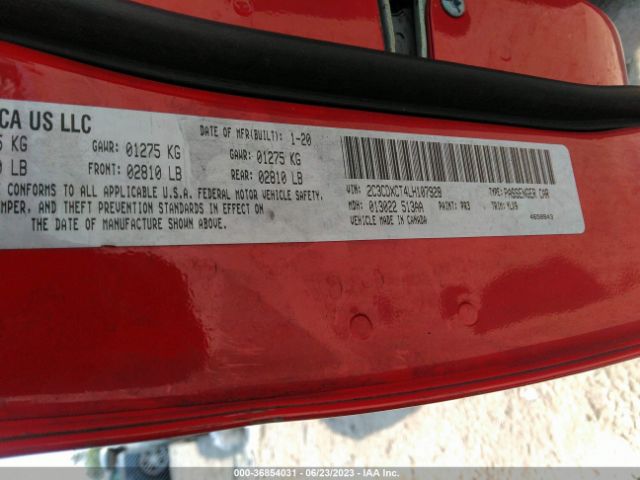 CA US LLC
KG GAWR: 01275 KG
LB FRONT: 02810 LB
DATE OF MFR(BUILT): 1-20
GAWR: 01275 KG
REAR: 02810 LB
CONFORMS TO ALL APPLICABLE U.S.A. FEDERAL MOTOR VEHICLE SAFETY,
MPER, AND THEFT PREVENTION STANDARDS IN EFFECT ON
THE DATE OF MANUFACTURE SHOWN ABOVE.
VIN: 2C3CDXCT4LH107929 TYPE: PASSENGER CAR
MDH: 013022 513AA PAINT: PR3 TRIM: MLX9
VEHICLE MADE IN CANADA 4658843
000-36854031 - 06/23/2023 - IAA Inc.